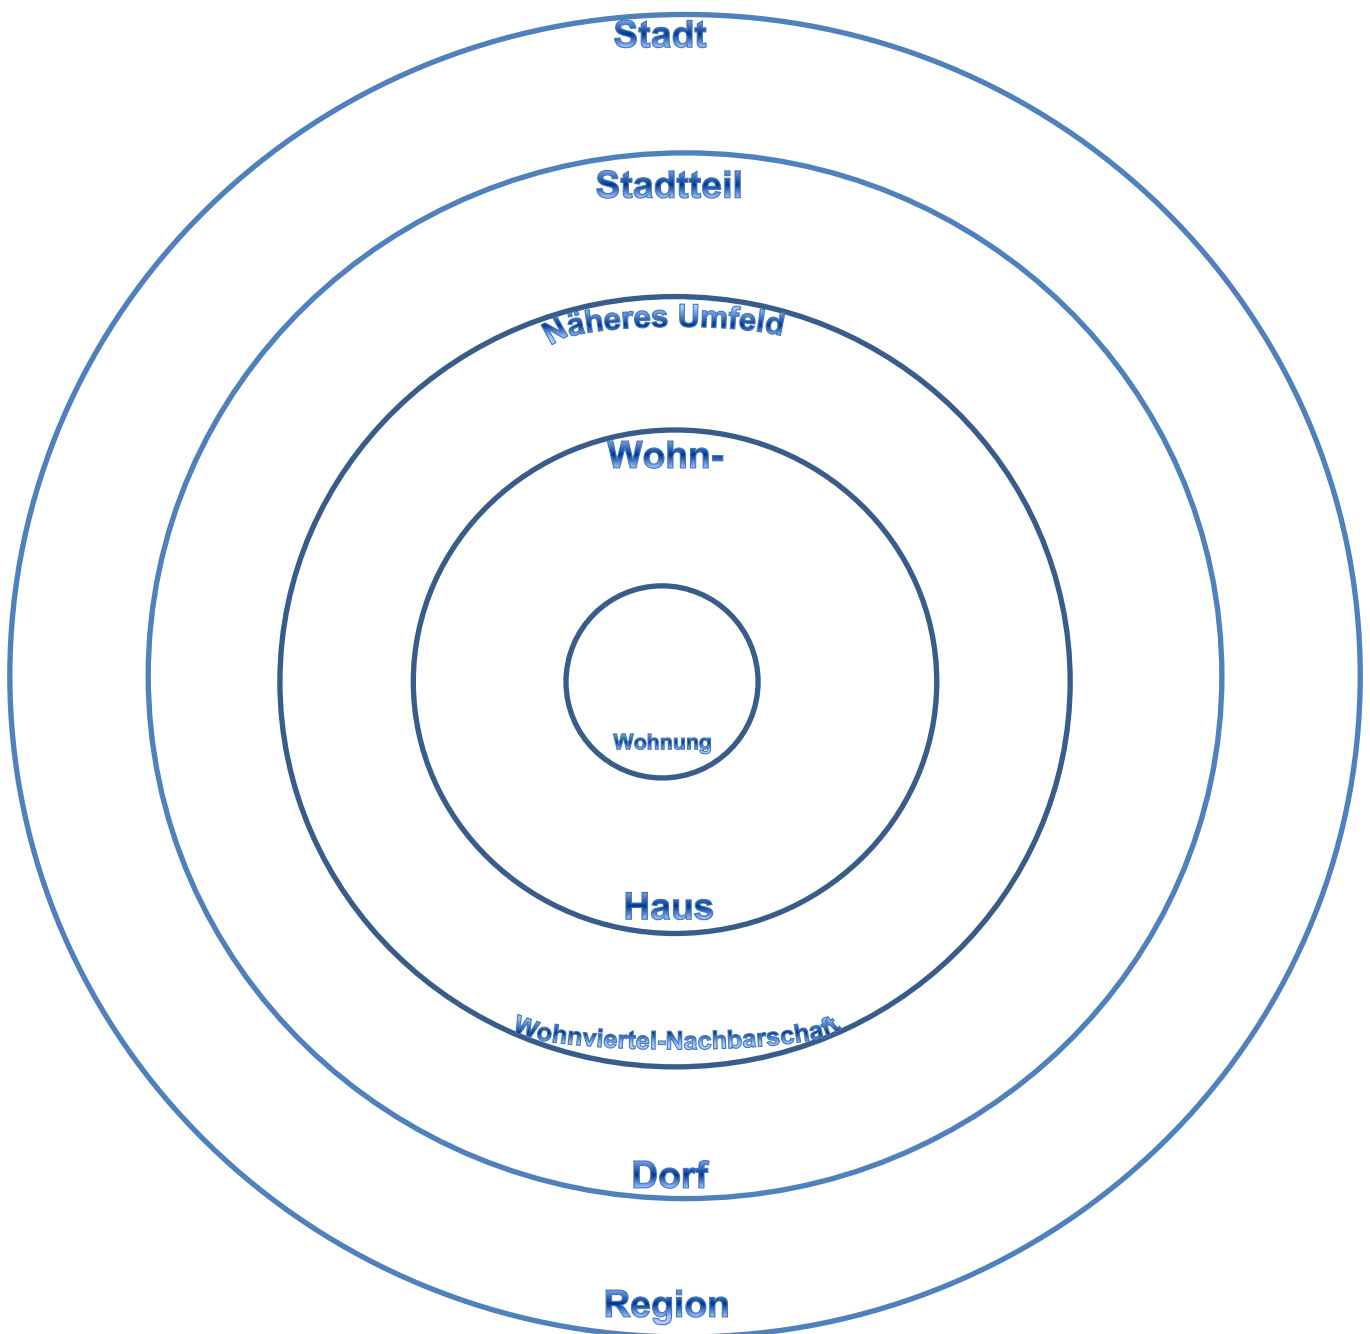 Stadt
Stadtteil
Näheres Umfeld
Wohn-
Wohnung
Haus
Wohnviertel-Nachbarschaft
Dorf
Region